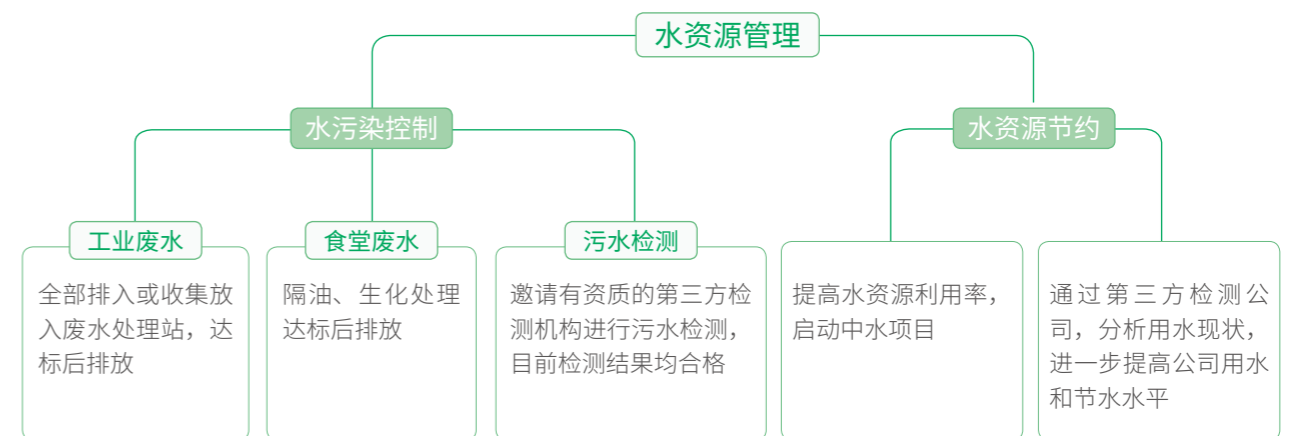 水资源管理
水污染控制
水资源节约
工业废水
全部排入或收集放
入废水处理站，达
标后排放
食堂废水
隔油、生化处理
达标后排放
污水检测
邀请有资质的第三方检
测机构进行污水检测，
目前检测结果均合格
提高水资源利用率，
启动中水项目
通过第三方检测公
司，分析用水现状，
进一步提高公司用水
和节水水平